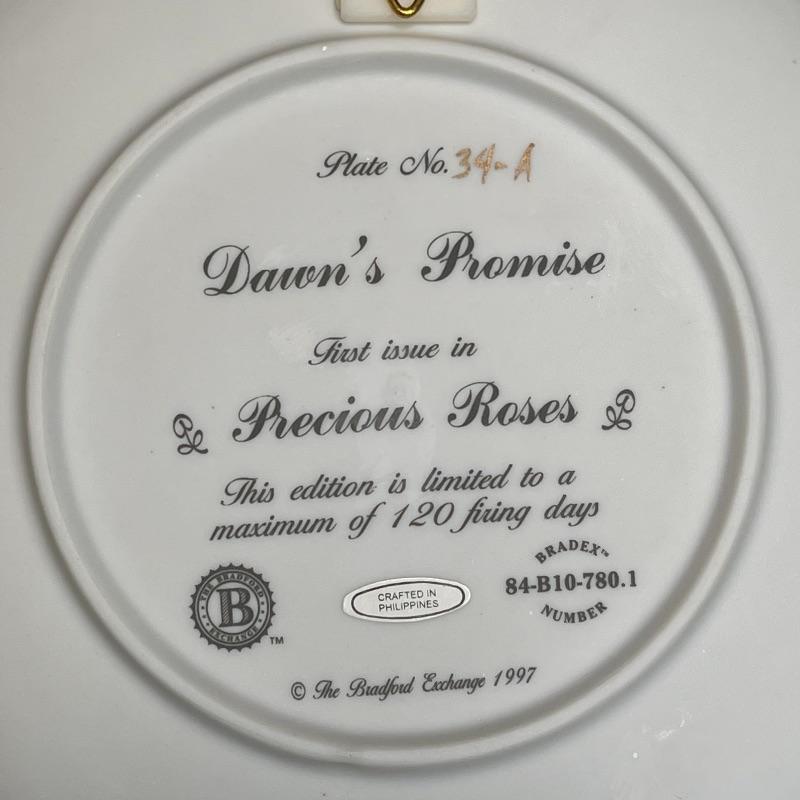 Plate No. 34-A
Dawn's Promise
First issue in
Precious Roses
This edition is limited to a
maximum of 120 firing days
THE BRADFORD
B
EXCHANGE
TM
CRAFTED IN
PHILIPPINES
BRADEX™
84-B10-780.1
NUMBER
© The Bradford Exchange 1997